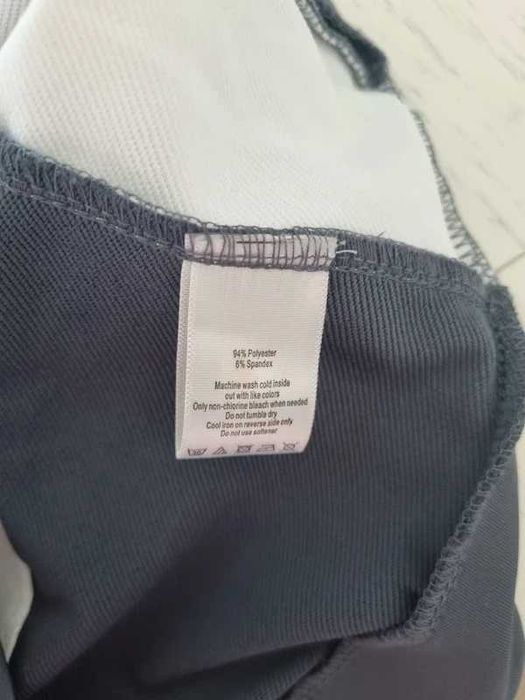 94% Polyester
6% Spandex
Machine wash cold inside
out with like colors
Only non-chlorine bleach when needed
Do not tumble dry
Cool iron on reverse side only
Do not use softener